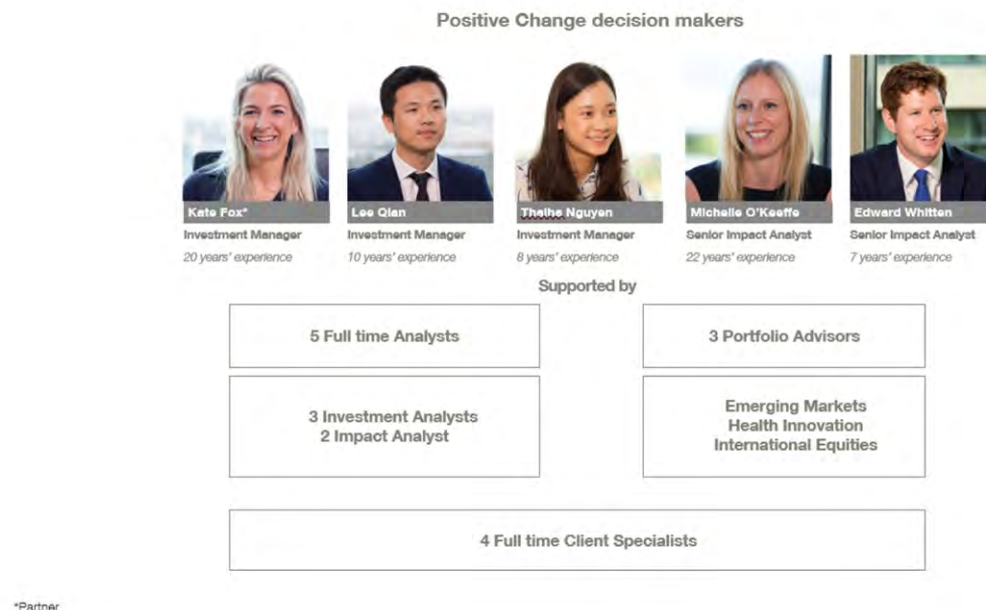 Positive Change decision makers
Kate Fox*
Lee Qian
Thaiha Nguyen
Michelle O'Keeffe
Edward Whitten
Investment Manager
Investment Manager
Investment Manager
Senior Impact Analyst
Senior Impact Analyst
20 years' experience
10 years' experience
8 years' experience
22 years' experience
7 years' experience
Supported by
5 Full time Analysts
3 Portfolio Advisors
3 Investment Analysts
2 Impact Analyst
Emerging Markets
Health Innovation
International Equities
4 Full time Client Specialists
*Partner